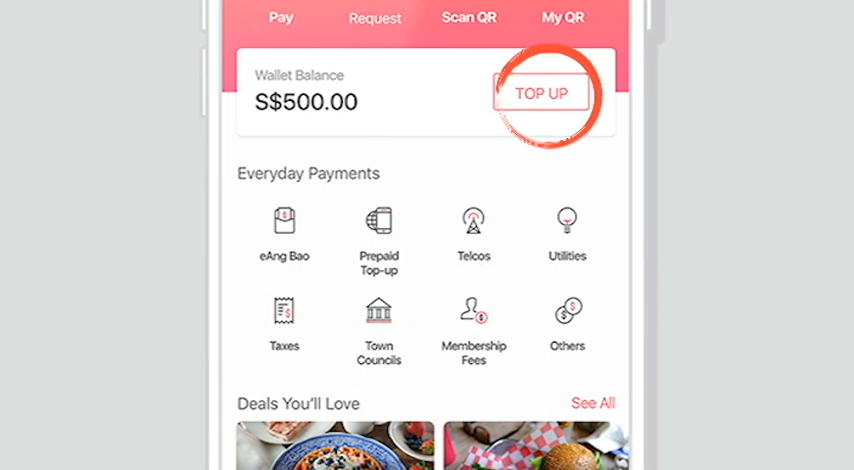 Pay Request Scan QR My QR
Wallet Balance
S$500.00
TOP UP
Everyday Payments
eAng Bao
Prepaid
Top-up
Telcos
Utilities
Taxes
Town
Councils
Membership
Fees
Others
Deals You'll Love
See All